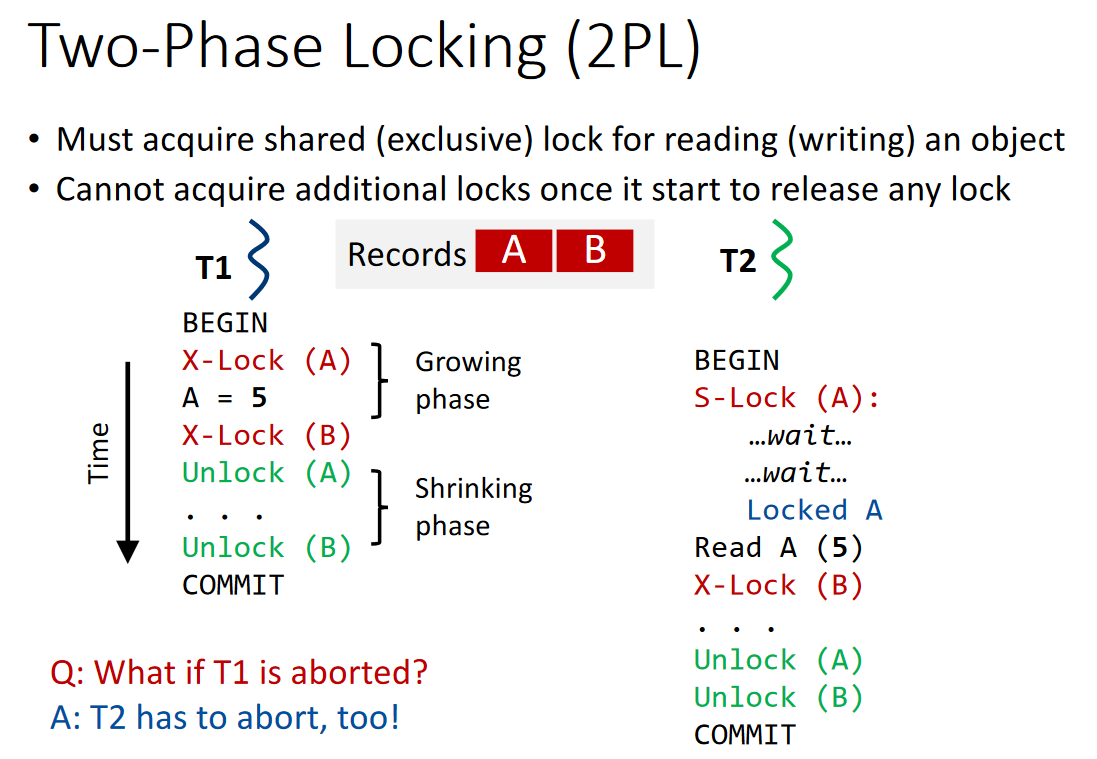 Two-Phase Locking (2PL)
• Must acquire shared (exclusive) lock for reading (writing) an object
• Cannot acquire additional locks once it start to release any lock
Records A B
T1
BEGIN
X-Lock (A)
A = 5
X-Lock (B)
Unlock (A)
. . .
Unlock (B)
COMMIT
Growing
phase
Shrinking
phase
Time
T2
BEGIN
S-Lock (A):
…wait…
…wait…
Locked A
Read A (5)
X-Lock (B)
. . .
Unlock (A)
Unlock (B)
COMMIT
Q: What if T1 is aborted?
A: T2 has to abort, too!